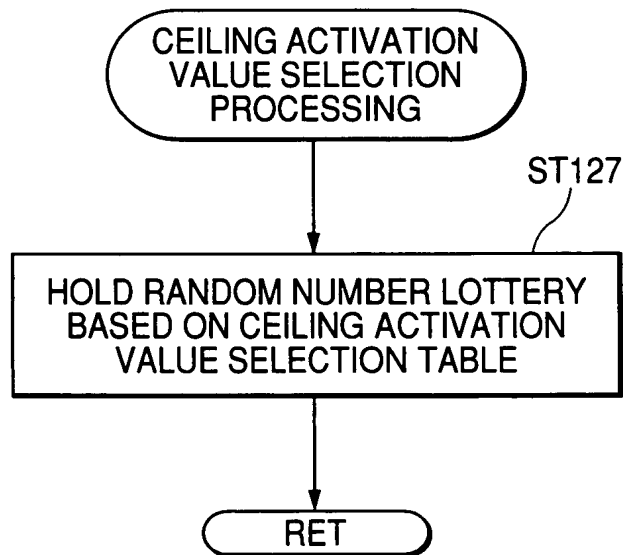 CEILING ACTIVATION
VALUE SELECTION
PROCESSING
ST127
HOLD RANDOM NUMBER LOTTERY
BASED ON CEILING ACTIVATION
VALUE SELECTION TABLE
RET